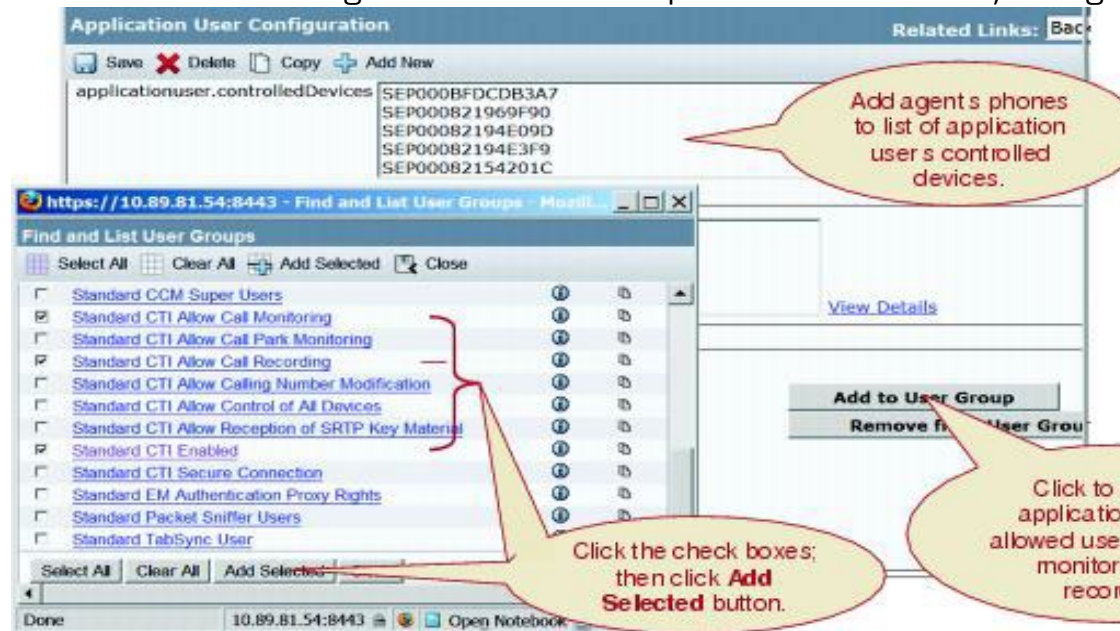 Application User Configuration
Related Links: Bac
Save Delete Copy Add New
applicationuser.controlledDevices
SEP000BFDCDB3A7
SEP000821969F90
SEP00082194E09D
SEP00082194E3F9
SEP00082154201C
Add agent s phones
to list of application
user s controlled
devices.
https://10.89.81.54:8443 - Find and List User Groups - Mozill...
Find and List User Groups
Select All Clear All Add Selected Close
Standard CCM Super Users
Standard CTI Allow Call Monitoring
Standard CTI Allow Call Park Monitoring
Standard CTI Allow Call Recording
Standard CTI Allow Calling Number Modification
Standard CTI Allow Control of All Devices
Standard CTI Allow Reception of SRTP Key Material
Standard CTI Enabled
Standard CTI Secure Connection
Standard EM Authentication Proxy Rights
Standard Packet Sniffer Users
Standard TabSync User
View Details
Add to User Group
Remove f User Grou
Click to
applicatio
allowed use
monitor
recor
Click the check boxes;
then click Add
Selected button.
Select All Clear All Add Selected
Done 10.89.81.54:8443 Open Notebook